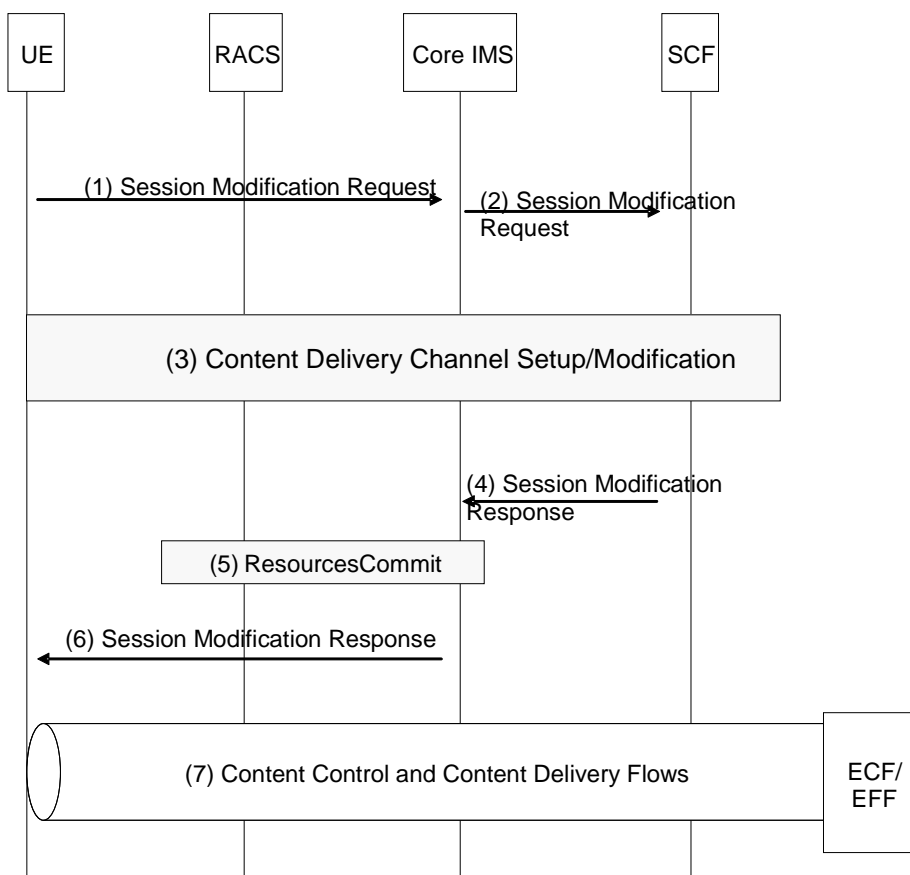 UE
RACS
Core IMS
SCF
(1) Session Modification Request
(2) Session Modification
Request
(3) Content Delivery Channel Setup/Modification
(4) Session Modification
Response
(5) ResourcesCommit
(6) Session Modification Response
(7) Content Control and Content Delivery Flows
ECF/
EFF